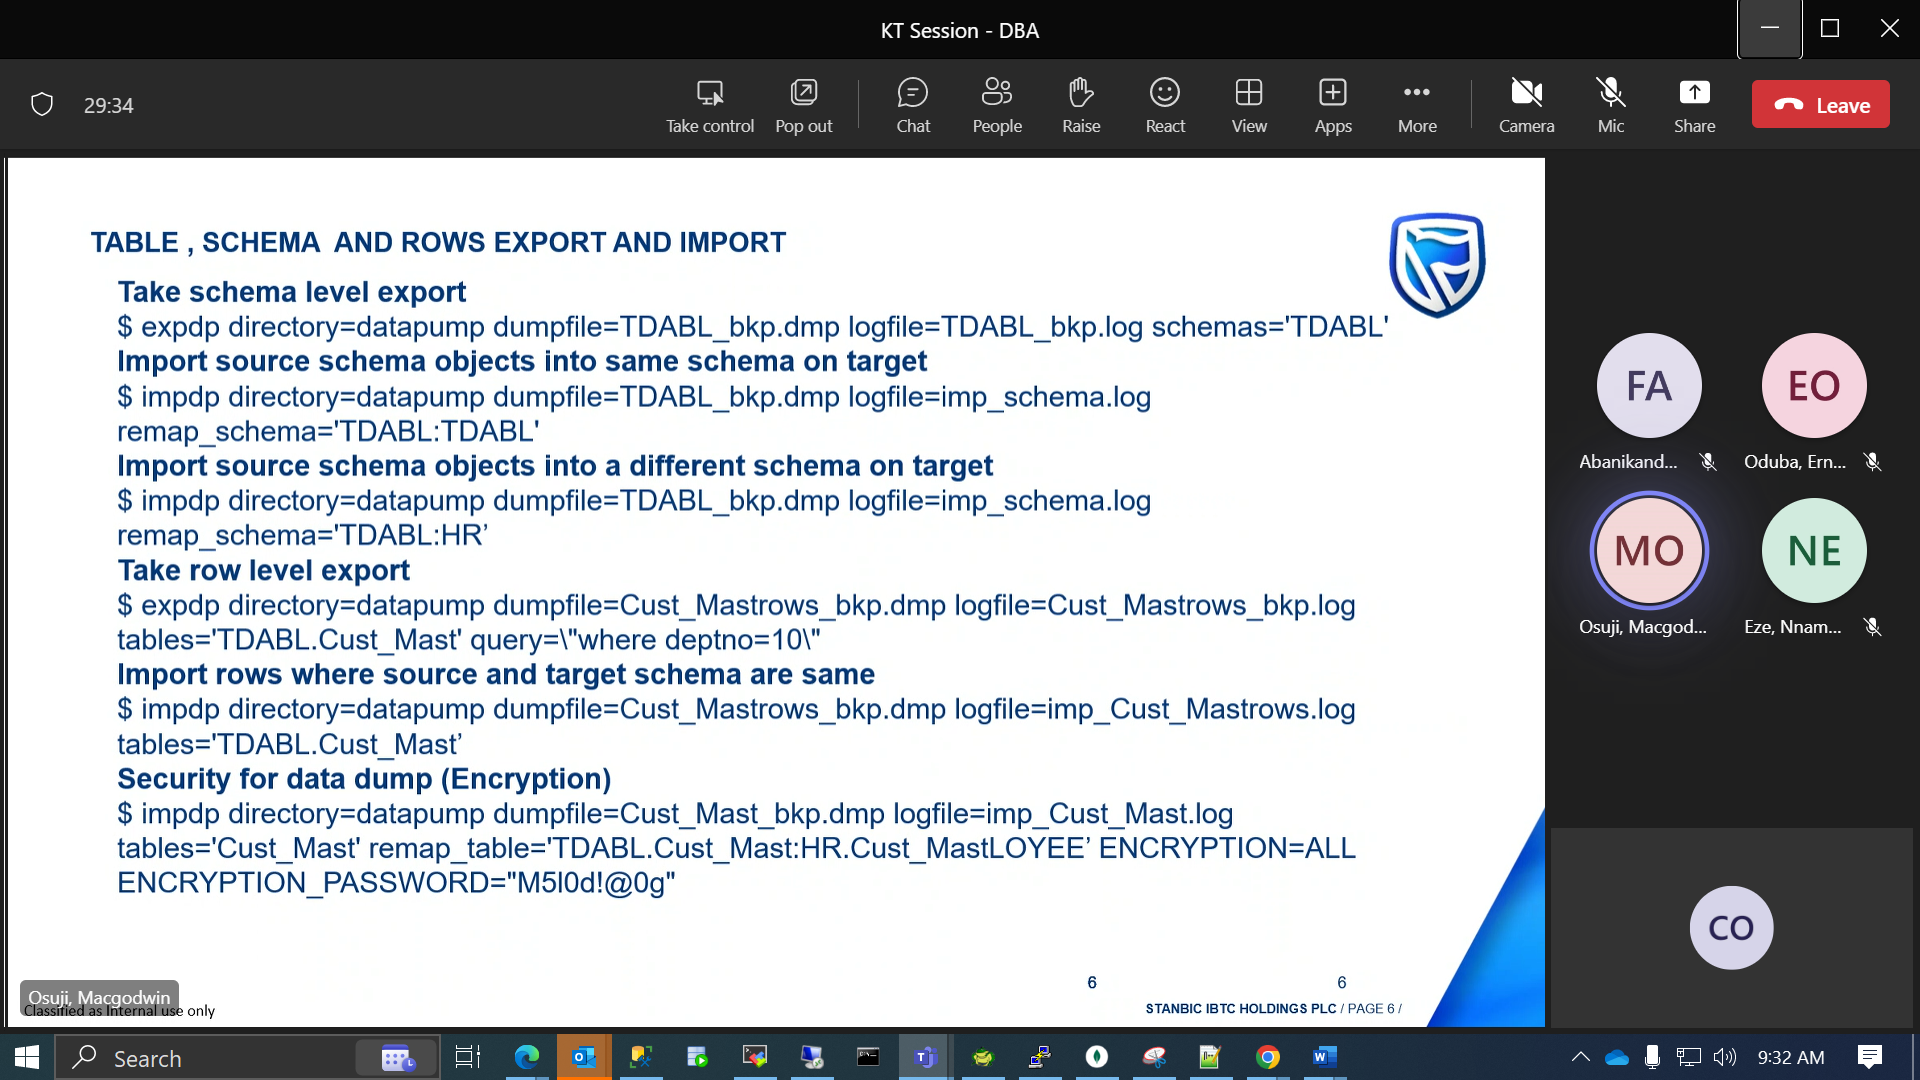 KT Session - DBA
29:34
Take control
Pop out
Chat
People
Raise
React
View
Apps
More
Camera
Mic
Share
Leave
TABLE , SCHEMA AND ROWS EXPORT AND IMPORT
Take schema level export
$ expdp directory=datapump dumpfile=TDABL_bkp.dmp logfile=TDABL_bkp.log schemas='TDABL'
Import source schema objects into same schema on target
$ impdp directory=datapump dumpfile=TDABL_bkp.dmp logfile=imp_schema.log
remap_schema='TDABL:TDABL'
Import source schema objects into a different schema on target
$ impdp directory=datapump dumpfile=TDABL_bkp.dmp logfile=imp_schema.log
remap_schema='TDABL:HR’
Take row level export
$ expdp directory=datapump dumpfile=Cust_Mastrows_bkp.dmp logfile=Cust_Mastrows_bkp.log
tables='TDABL.Cust_Mast' query=\"where deptno=10\"
Import rows where source and target schema are same
$ impdp directory=datapump dumpfile=Cust_Mastrows_bkp.dmp logfile=imp_Cust_Mastrows.log
tables='TDABL.Cust_Mast’
Security for data dump (Encryption)
$ impdp directory=datapump dumpfile=Cust_Mast_bkp.dmp logfile=imp_Cust_Mast.log
tables='Cust_Mast' remap_table='TDABL.Cust_Mast:HR.Cust_MastLOYEE’ ENCRYPTION=ALL
ENCRYPTION_PASSWORD="M5l0d!@0g"
6
6
STANBIC IBTC HOLDINGS PLC / PAGE 6 /
Osuji, Macgodwin
Classified as Internal use only
FA
EO
Abanikand...
Oduba, Ern...
MO
NE
Osuji, Macgod...
Eze, Nnam...
CO
Search
9:32 AM